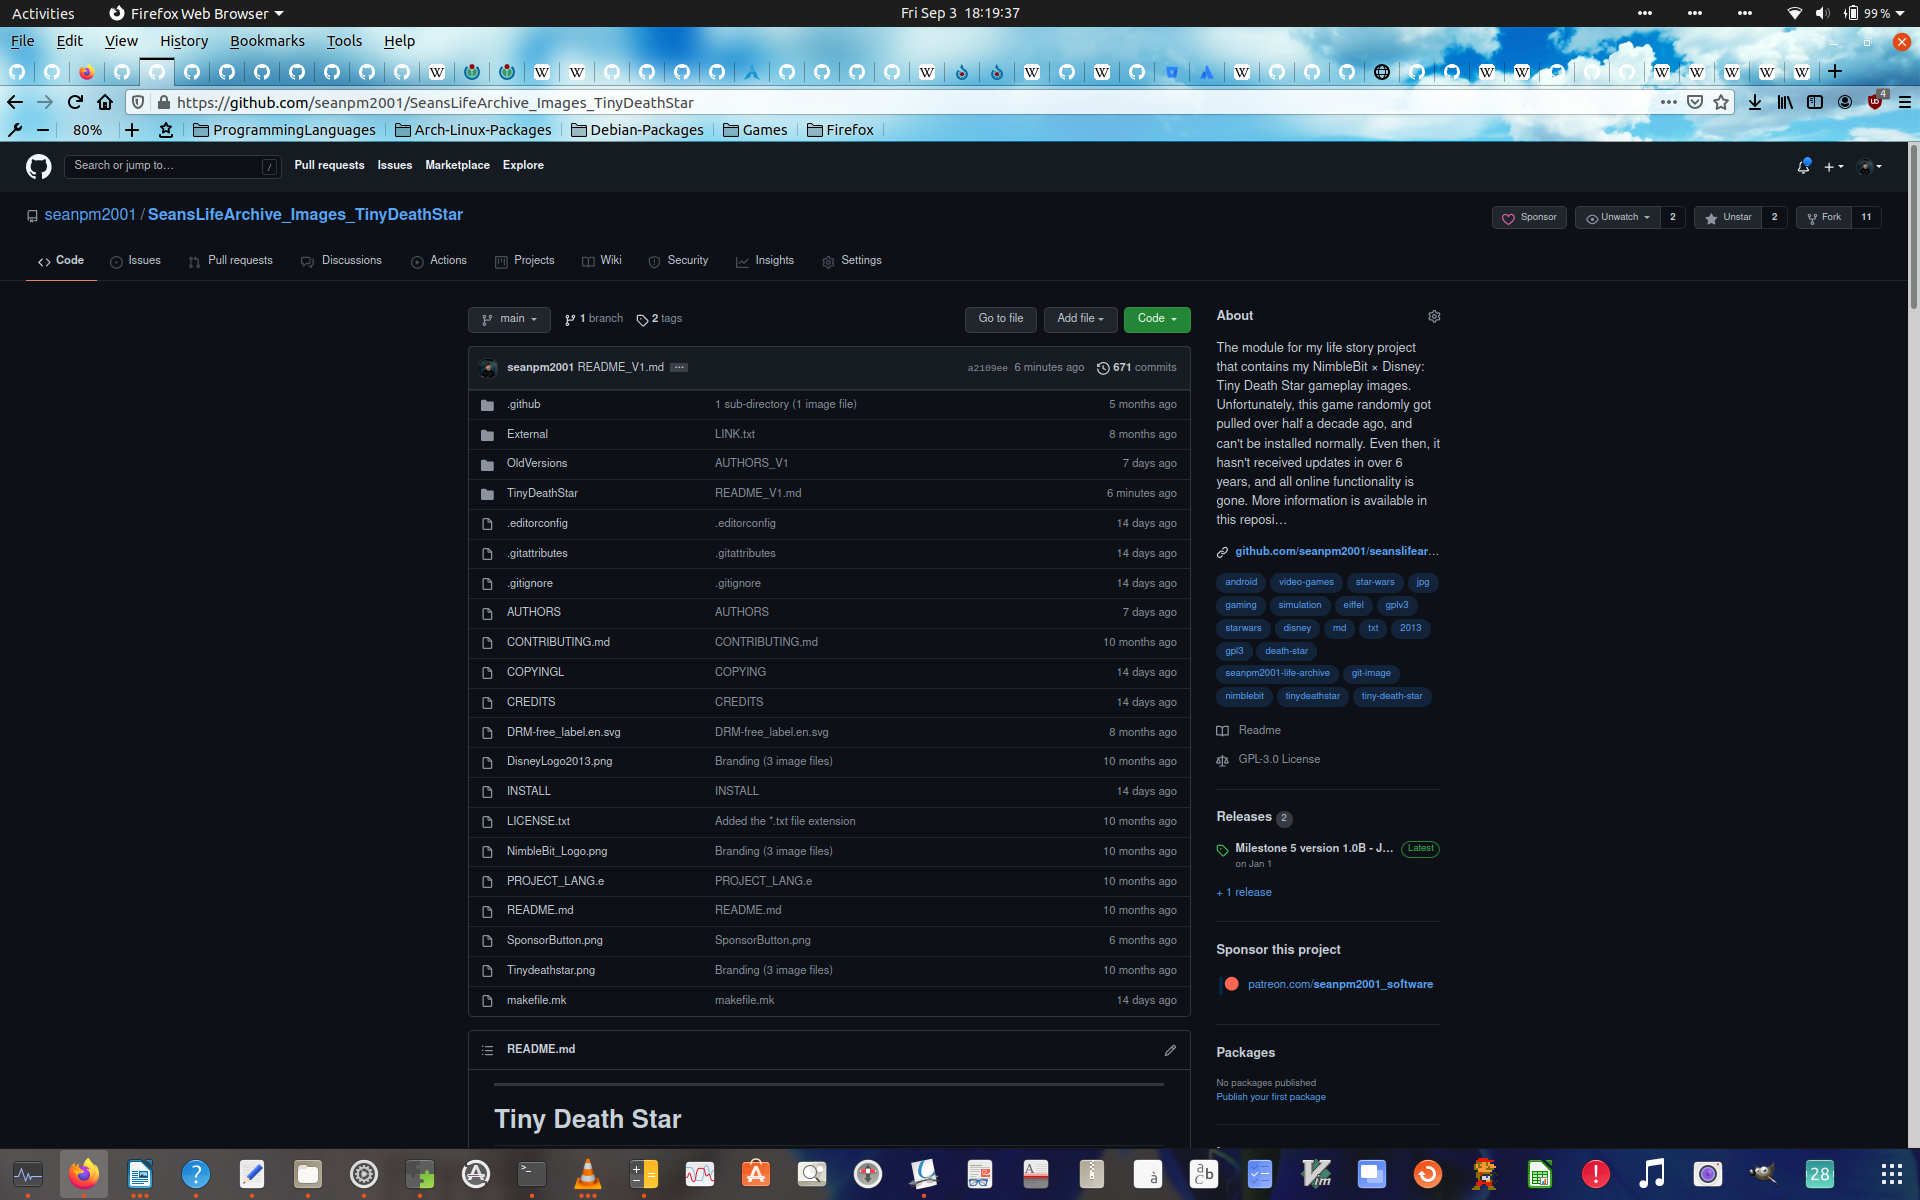 Activities Firefox Web Browser Fri Sep 3 18:19:37 99 %
File Edit View History Bookmarks Tools Help
https://github.com/seanpm2001/SeansLifeArchive_Images_TinyDeathStar 4
80% ProgrammingLanguages Arch-Linux-Packages Debian-Packages Games Firefox
Search or jump to… / Pull requests Issues Marketplace Explore
seanpm2001 / SeansLifeArchive_Images_TinyDeathStar Sponsor Unwatch 2 Unstar 2 Fork 11
Code Issues Pull requests Discussions Actions Projects Wiki Security Insights Settings
main 1 branch 2 tags Go to file Add file Code
seanpm2001 README_V1.md a2109ee 6 minutes ago 671 commits
.github 1 sub-directory (1 image file) 5 months ago
External LINK.txt 8 months ago
OldVersions AUTHORS_V1 7 days ago
TinyDeathStar README_V1.md 6 minutes ago
.editorconfig .editorconfig 14 days ago
.gitattributes .gitattributes 14 days ago
.gitignore .gitignore 14 days ago
AUTHORS AUTHORS 7 days ago
CONTRIBUTING.md CONTRIBUTING.md 10 months ago
COPYINGL COPYING 14 days ago
CREDITS CREDITS 14 days ago
DRM-free_label.en.svg DRM-free_label.en.svg 8 months ago
DisneyLogo2013.png Branding (3 image files) 10 months ago
INSTALL INSTALL 14 days ago
LICENSE.txt Added the *.txt file extension 10 months ago
NimbleBit_Logo.png Branding (3 image files) 10 months ago
PROJECT_LANG.e PROJECT_LANG.e 10 months ago
README.md README.md 10 months ago
SponsorButton.png SponsorButton.png 6 months ago
Tinydeathstar.png Branding (3 image files) 10 months ago
makefile.mk makefile.mk 14 days ago
README.md
Tiny Death Star
About
The module for my life story project
that contains my NimbleBit × Disney:
Tiny Death Star gameplay images.
Unfortunately, this game randomly got
pulled over half a decade ago, and
can't be installed normally. Even then, it
hasn't received updates in over 6
years, and all online functionality is
gone. More information is available in
this reposi…
github.com/seanpm2001/seanslifear…
android video-games star-wars jpg
gaming simulation eiffel gplv3
starwars disney md txt 2013
gpl3 death-star
seanpm2001-life-archive git-image
nimblebit tinydeathstar tiny-death-star
Readme
GPL-3.0 License
Releases 2
Milestone 5 version 1.0B - J... Latest
on Jan 1
+ 1 release
Sponsor this project
patreon.com/seanpm2001_software
Packages
No packages published
Publish your first package
28